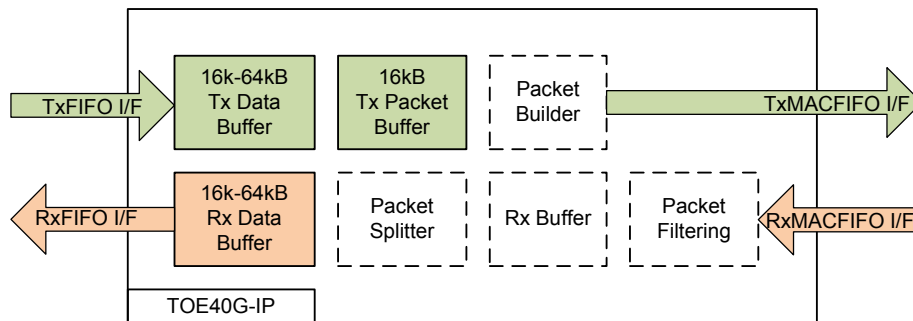 16k-64kB
Tx Data
Buffer
16kB
Tx Packet
Buffer
Packet
Builder
TxFIFO I/F
TxMACFIFO I/F
16k-64kB
Rx Data
Buffer
Packet
Splitter
Rx Buffer
Packet
Filtering
RxFIFO I/F
RxMACFIFO I/F
TOE40G-IP